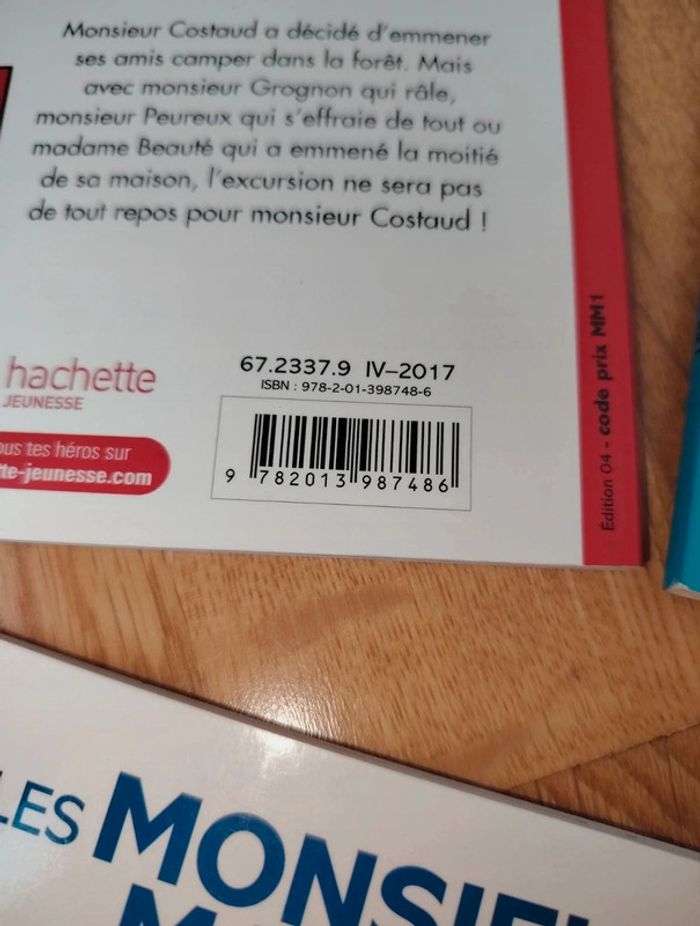 Monsieur Costaud a décidé d'emmener
ses amis camper dans la forêt. Mais
avec monsieur Grognon qui râle,
monsieur Peureux qui s'effraie de tout ou
madame Beauté qui a emmené la moitié
de sa maison, l'excursion ne sera pas
de tout repos pour monsieur Costaud !
67.2337.9 IV–2017
ISBN : 978-2-01-398748-6
hachette
JEUNESSE
ous tes héros sur
te-jeunesse.com
9 782013 987486
Édition 04 - code prix MM1
LES MONSIE